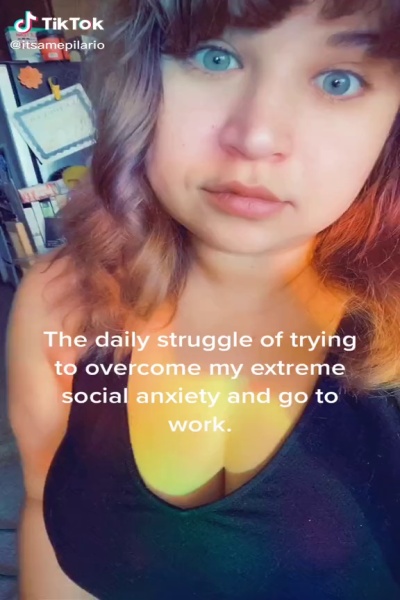 TikTok
@itsamepilario
The daily struggle of trying
to overcome my extreme
social anxiety and go to
work.